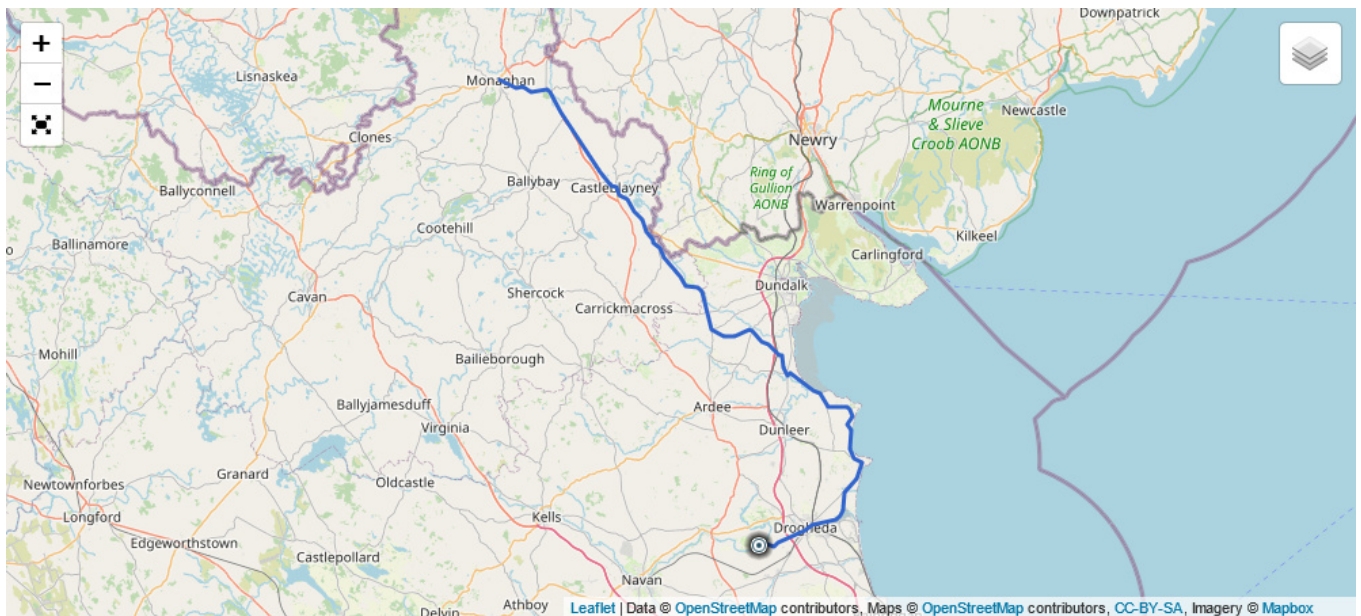 Downpatrick
+
Lisnaskea
Monaghan
−
Newcastle
Mourne
& Slieve
Croob AONB
Clones
Newry
Ballyconnell
Ballybay
Castleblayney
Ring of
Gullion
AONB
Warrenpoint
Cootehill
Kilkeel
Ballinamore
Carlingford
Cavan
Shercock
Dundalk
Carrickmacross
Mohill
Bailieborough
Ballyjamesduff
Ardee
Virginia
Dunleer
Granard
Oldcastle
Newtownforbes
Longford
Kells
Drogheda
Edgeworthstown
Castlepollard
Navan
Athboy
Delvin
Leaflet | Data © OpenStreetMap contributors, Maps © OpenStreetMap contributors, CC-BY-SA, Imagery © Mapbox